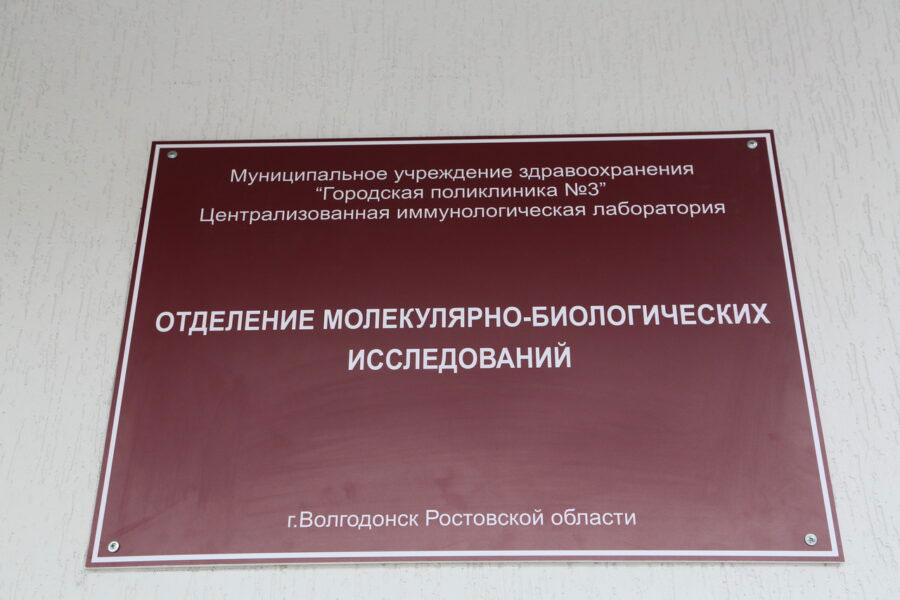 Муниципальное учреждение здравоохранения
“Городская поликлиника №3”
Централизованная иммунологическая лаборатория
ОТДЕЛЕНИЕ МОЛЕКУЛЯРНО-БИОЛОГИЧЕСКИХ
ИССЛЕДОВАНИЙ
г.Волгодонск Ростовской области